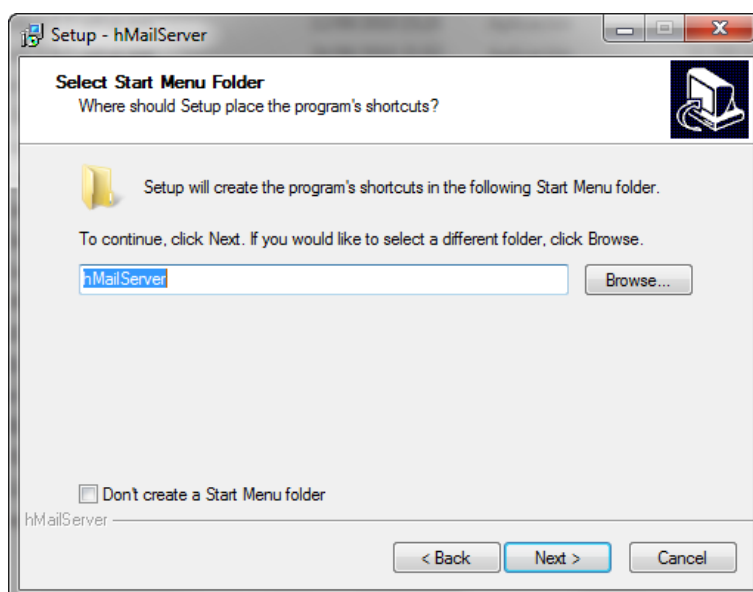 Setup - hMailServer
Select Start Menu Folder
Where should Setup place the program's shortcuts?
Setup will create the program's shortcuts in the following Start Menu folder.
To continue, click Next. If you would like to select a different folder, click Browse.
hMailServer
Browse...
Don't create a Start Menu folder
hMailServer
< Back
Next >
Cancel